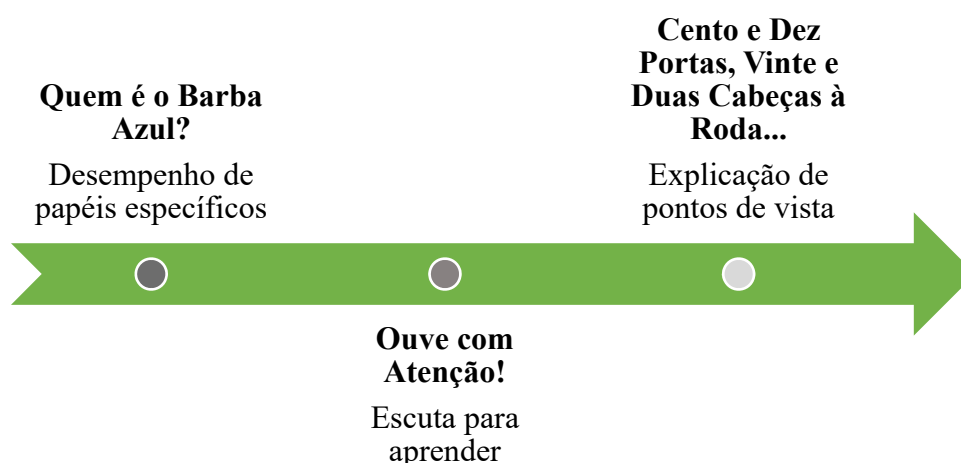 Quem é o Barba
Azul?
Desempenho de
papéis específicos
Ouve com
Atenção!
Escuta para
aprender
Cento e Dez
Portas, Vinte e
Duas Cabeças à
Roda...
Explicação de
pontos de vista